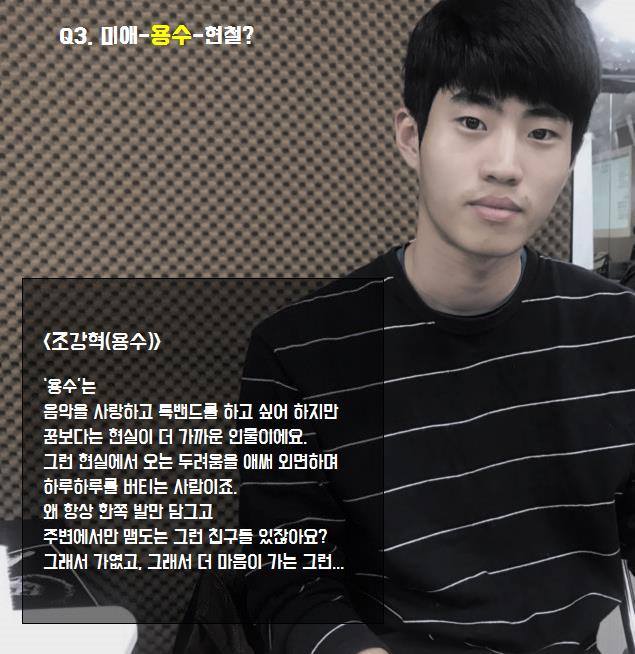 Q3. 미애-용수-현철?
<조강혁(용수)>
'용수'는
음악을 사랑하고 록밴드를 하고 싶어 하지만
꿈보다는 현실이 더 가까운 인물이에요.
그런 현실에서 오는 두려움을 애써 외면하며
하루하루를 버티는 사람이죠.
왜 항상 한쪽 발만 담그고
주변에서만 맴도는 그런 친구들 있잖아요?
그래서 가엾고, 그래서 더 마음이 가는 그런...